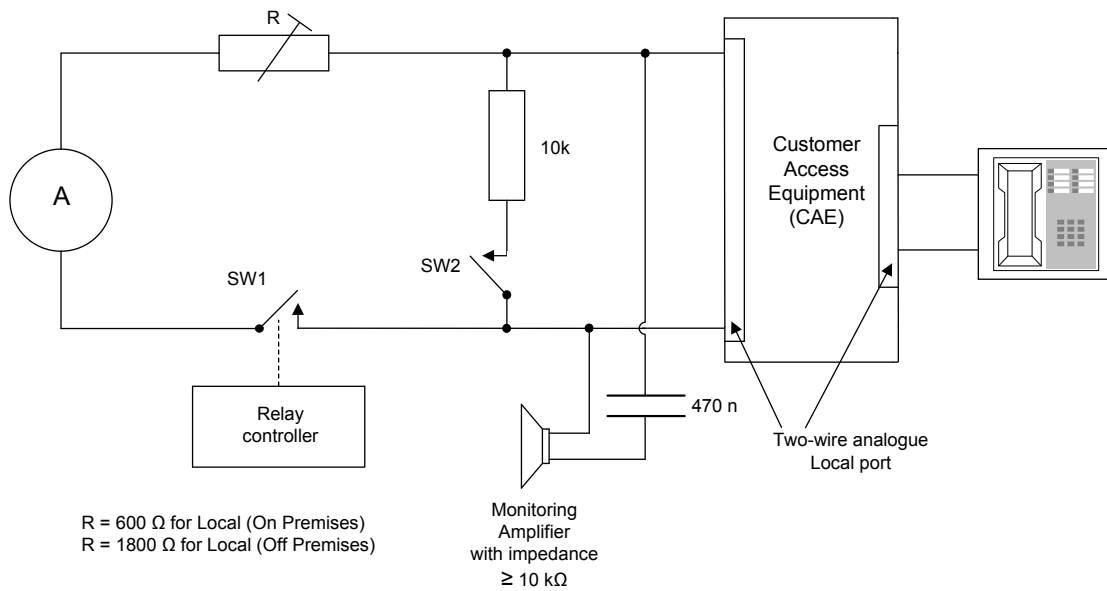 R
Customer
Access
Equipment
(CAE)
10k
A
SW2
SW1
Relay
controller
470 n
Two-wire analogue
Local port
Monitoring
Amplifier
with impedance
≥ 10 kΩ
R = 600 Ω for Local (On Premises)
R = 1800 Ω for Local (Off Premises)